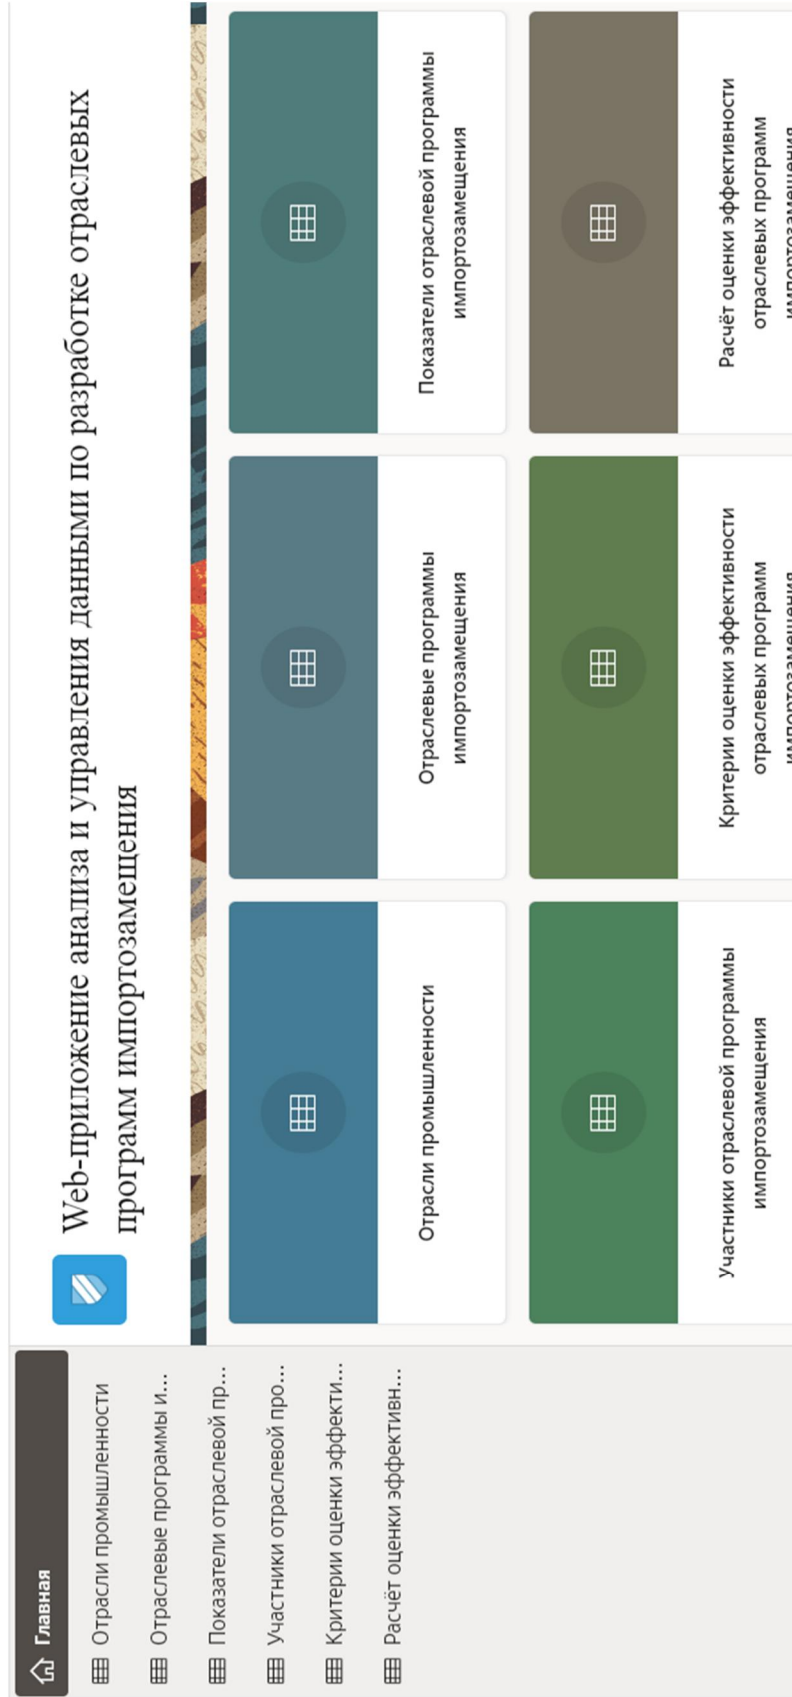 Главная
Отрасли промышленности
Отраслевые программы и...
Показатели отраслевой пр...
Участники отраслевой про...
Критерии оценки эффекти...
Расчёт оценки эффективн...
Web-приложение анализа и управления данными по разработке отраслевых
программ импортозамещения
Отрасли промышленности
Отраслевые программы
импортозамещения
Показатели отраслевой программы
импортозамещения
Участники отраслевой программы
импортозамещения
Критерии оценки эффективности
отраслевых программ
импортозамещения
Расчёт оценки эффективности
отраслевых программ
импортозамещения